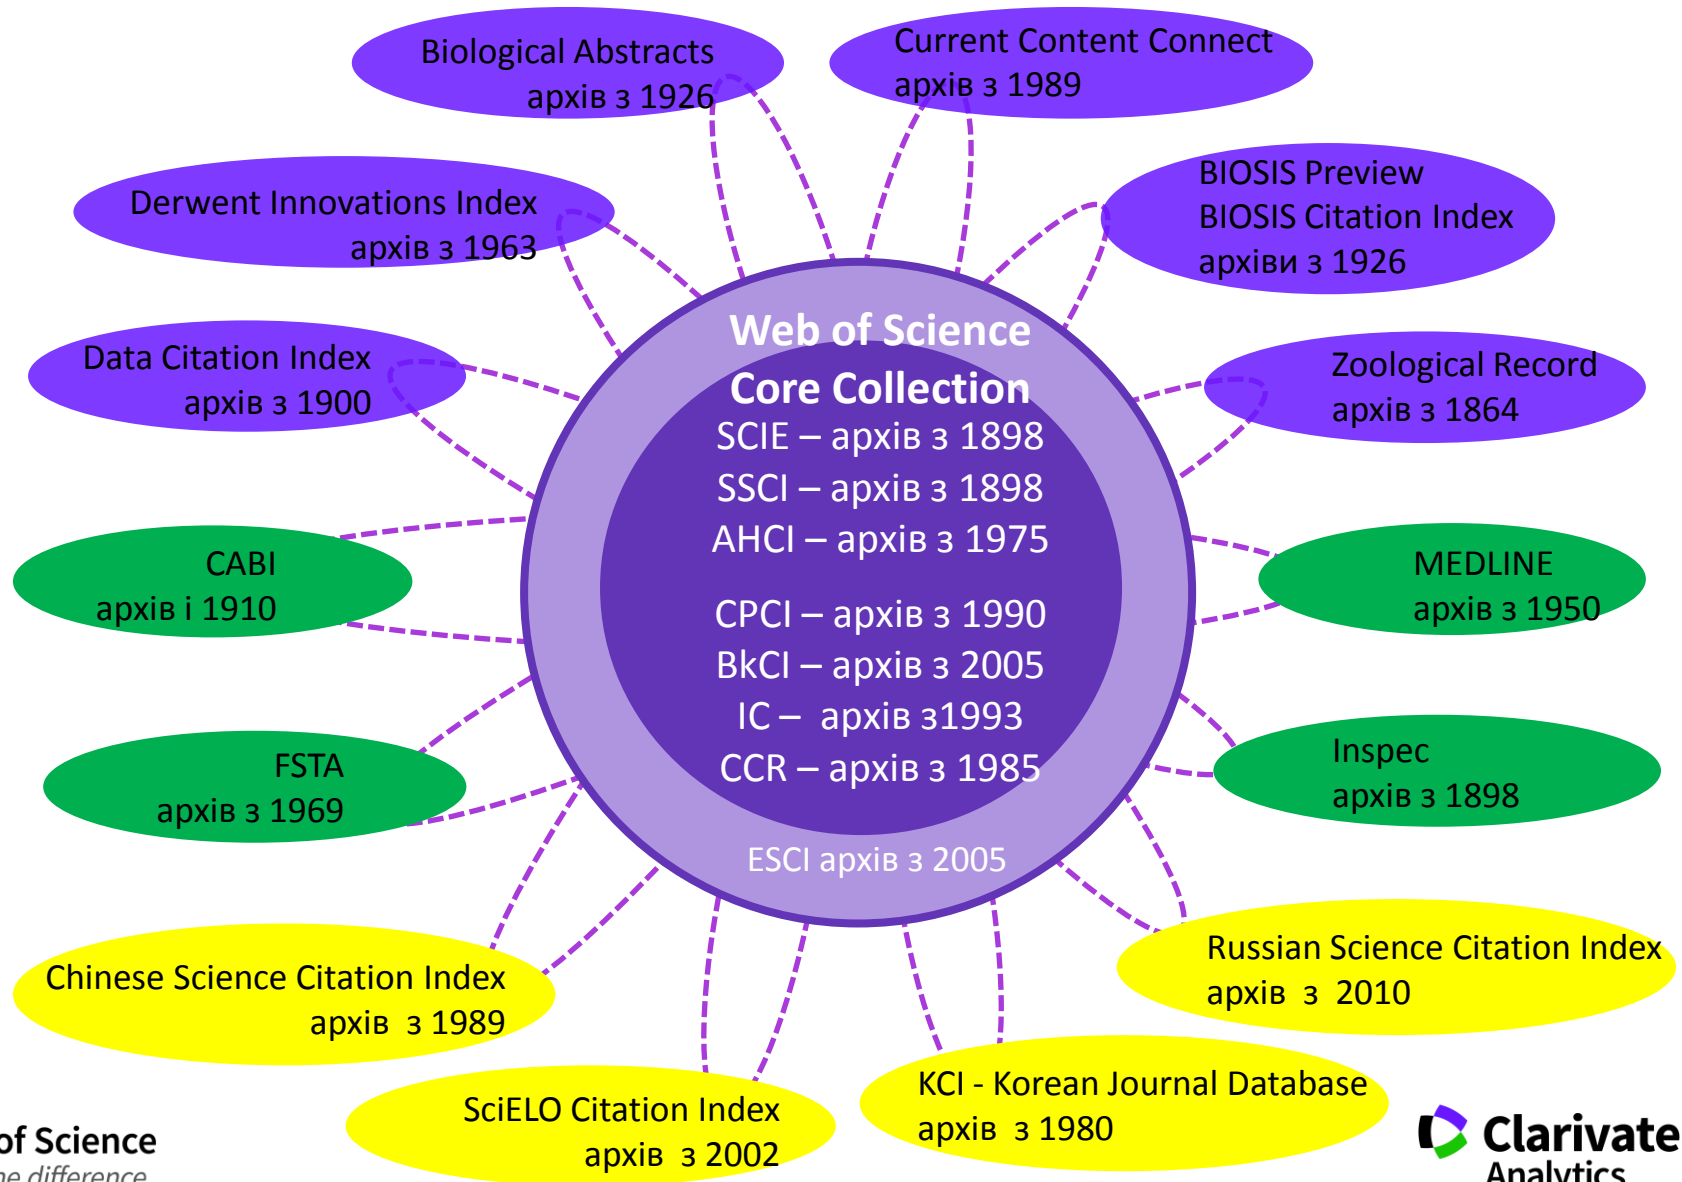 Biological Abstracts
архів з 1926
Current Content Connect
архів з 1989
Derwent Innovations Index
архів з 1963
BIOSIS Preview
BIOSIS Citation Index
архіви з 1926
Data Citation Index
архів з 1900
Zoological Record
архів з 1864
Web of Science
Core Collection
SCIE – архів з 1898
SSCI – архів з 1898
AHCI – архів з 1975
CPCI – архів з 1990
BkCI – архів з 2005
IC – архів з1993
CCR – архів з 1985
ESCI архів з 2005
CABI
архів і 1910
MEDLINE
архів з 1950
FSTA
архів з 1969
Inspec
архів з 1898
Chinese Science Citation Index
архів з 1989
Russian Science Citation Index
архів з 2010
SciELO Citation Index
архів з 2002
KCI - Korean Journal Database
архів з 1980
of Science
difference
Clarivate
Analytics